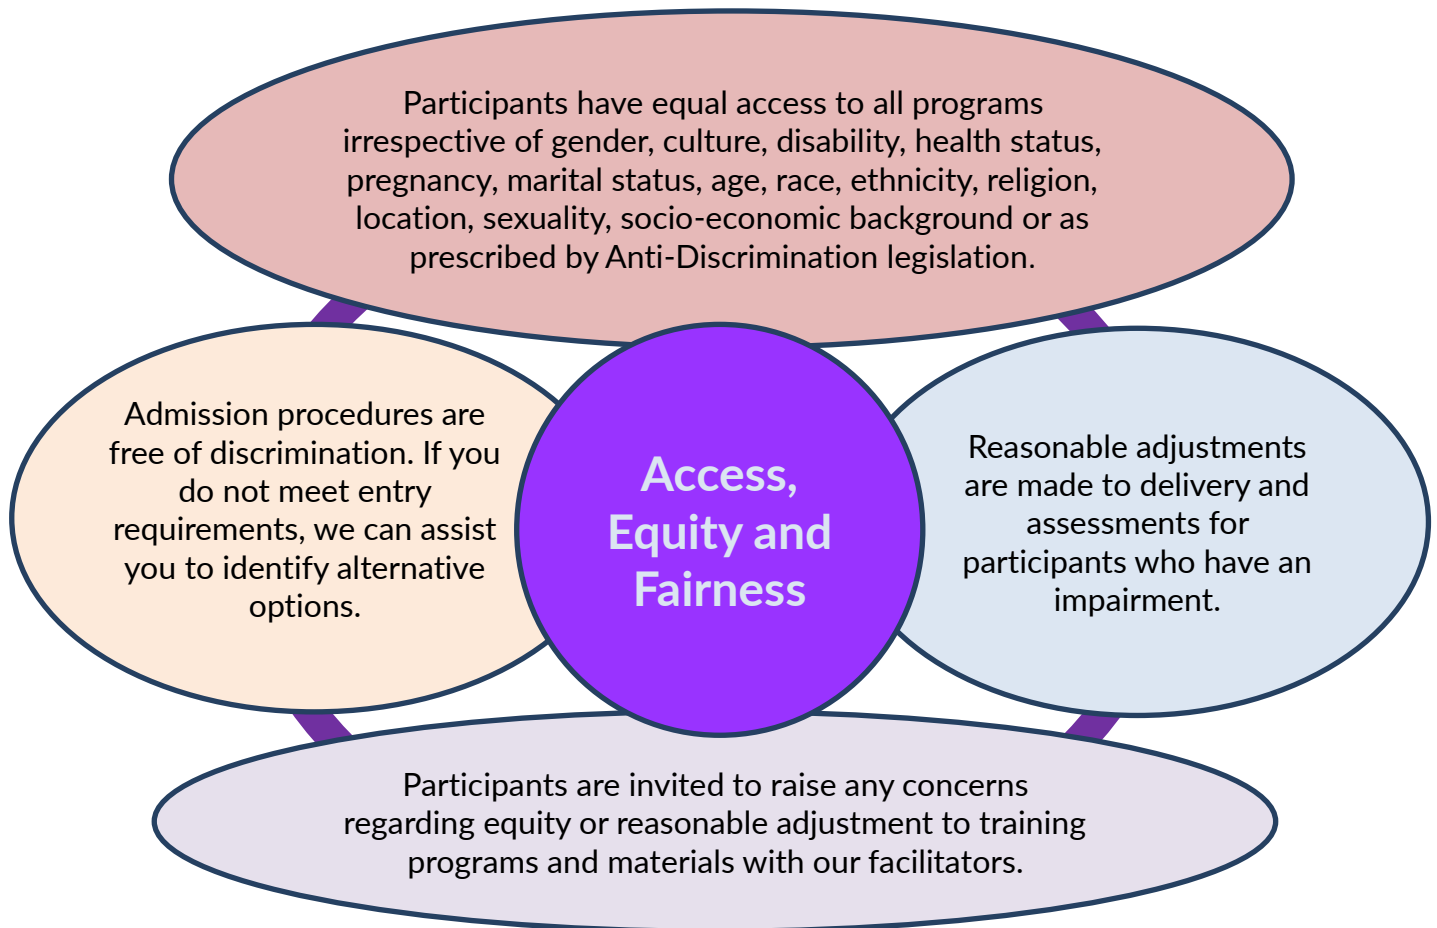 Participants have equal access to all programs
irrespective of gender, culture, disability, health status,
pregnancy, marital status, age, race, ethnicity, religion,
location, sexuality, socio-economic background or as
prescribed by Anti-Discrimination legislation.
Admission procedures are
free of discrimination. If you
do not meet entry
requirements, we can assist
you to identify alternative
options.
Access,
Equity and
Fairness
Reasonable adjustments
are made to delivery and
assessments for
participants who have an
impairment.
Participants are invited to raise any concerns
regarding equity or reasonable adjustment to training
programs and materials with our facilitators.